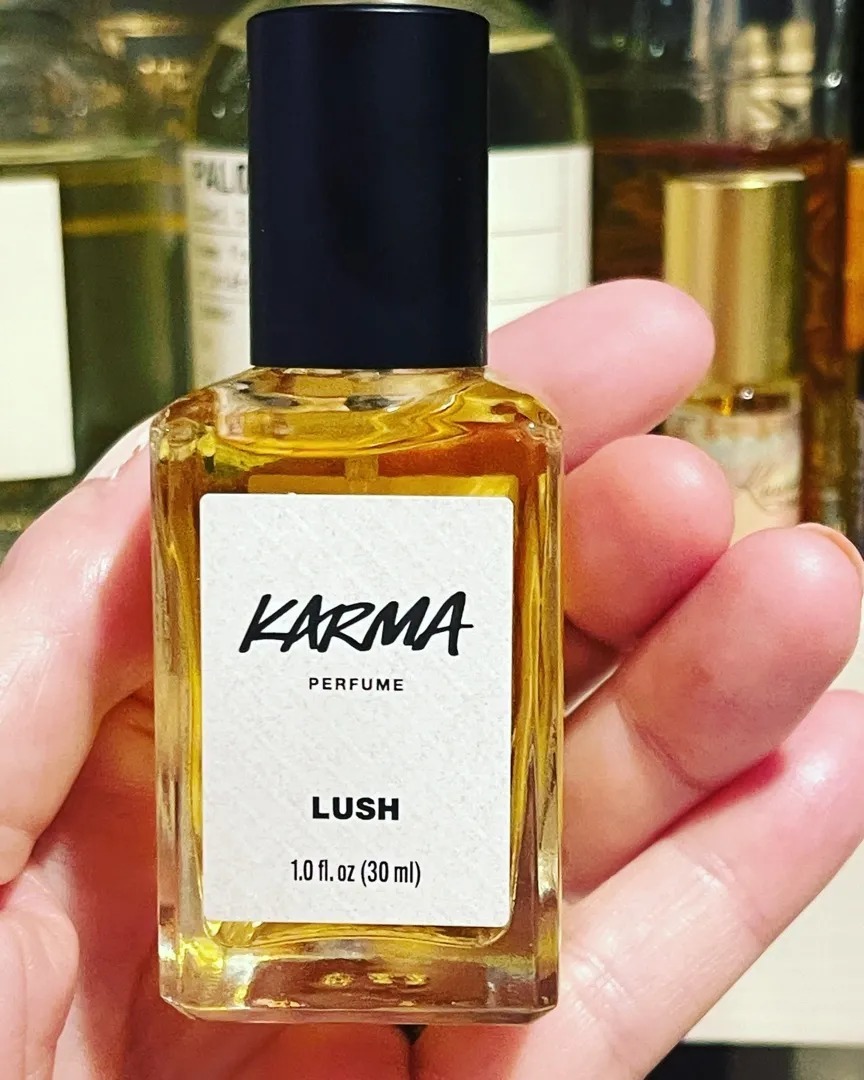 KARMA
PERFUME
LUSH
1.0 fl. oz (30 ml)